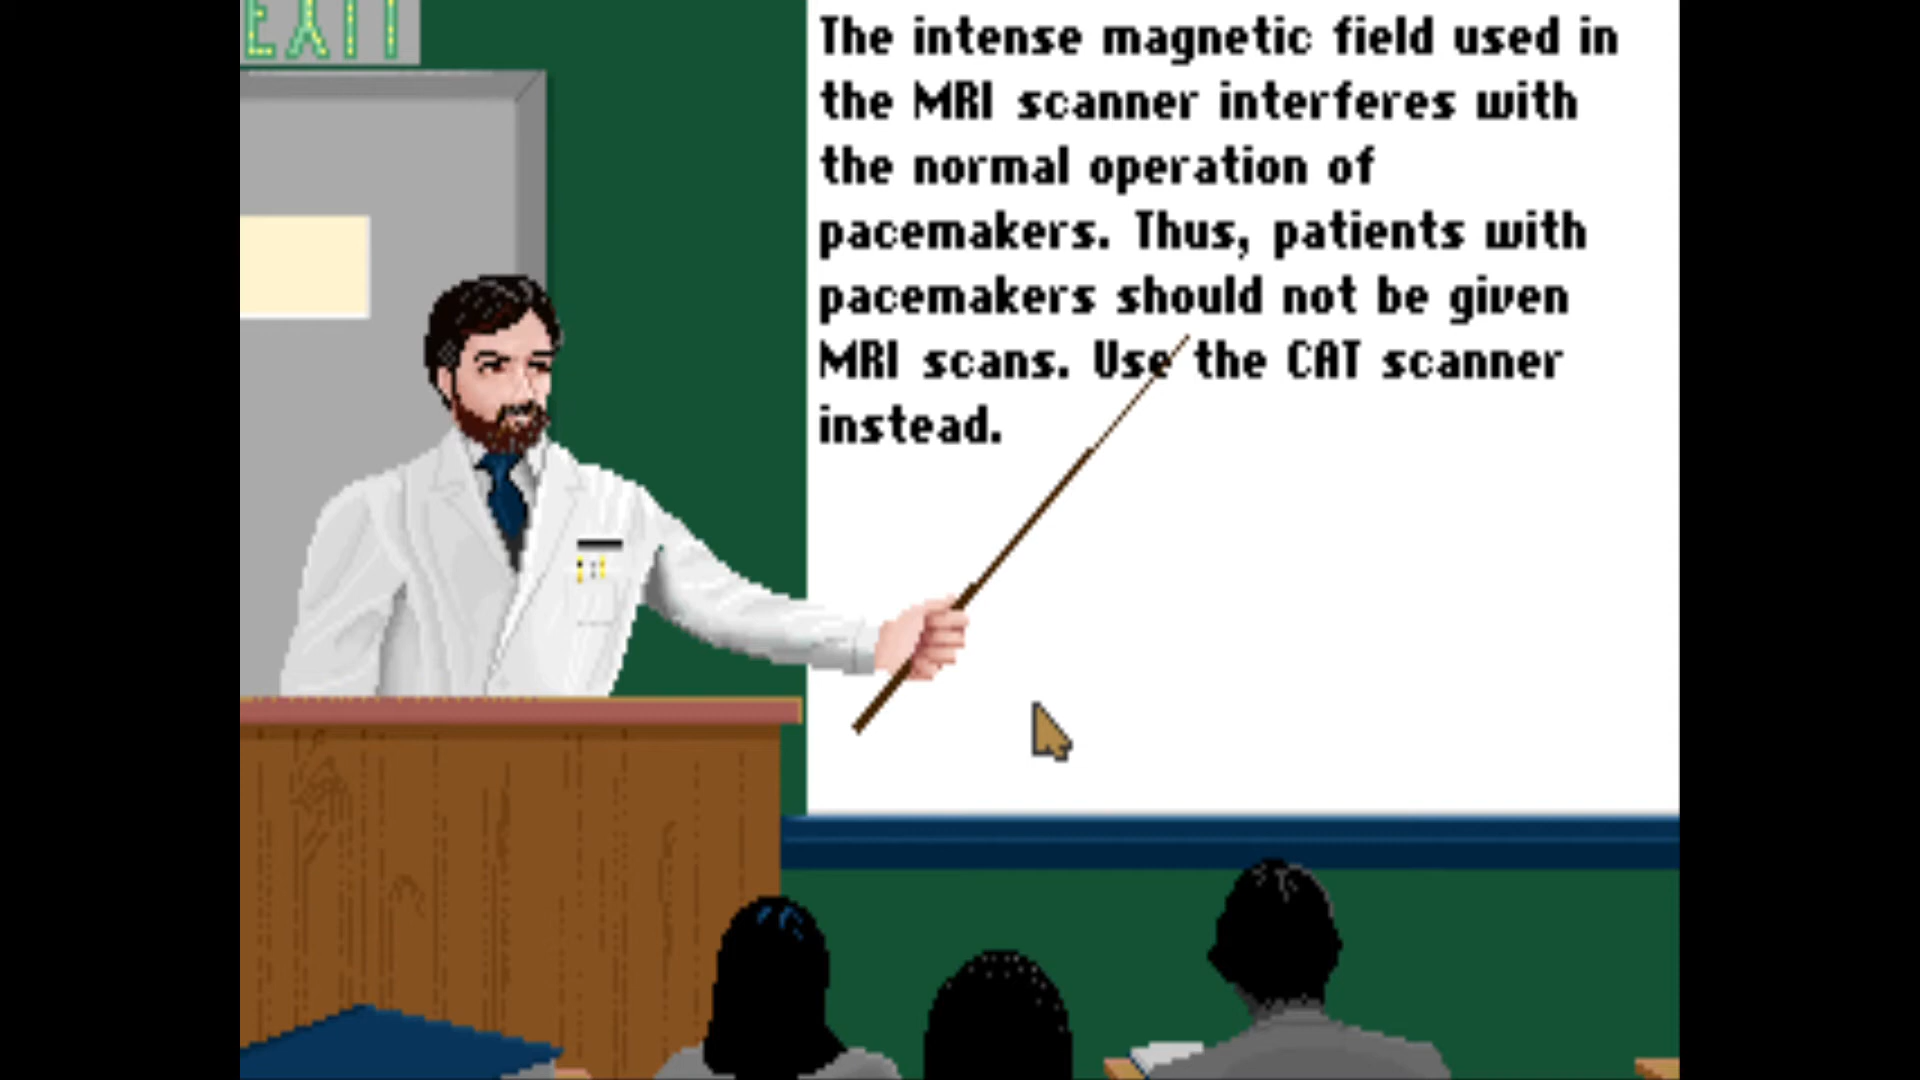 EXIT
The intense magnetic field used in
the MRI scanner interferes with
the normal operation of
pacemakers. Thus, patients with
pacemakers should not be given
MRI scans. Use the CAT scanner
instead.